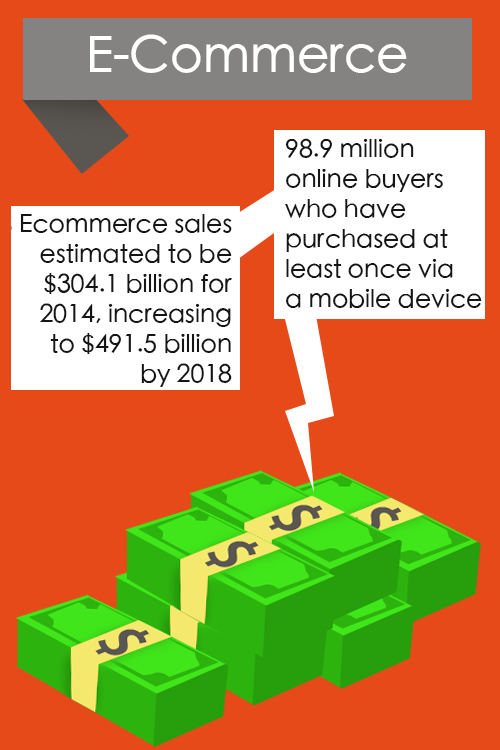 E-Commerce
98.9 million
online buyers
who have
purchased at
least once via
a mobile device
Ecommerce sales
estimated to be
$304.1 billion for
2014, increasing
to $491.5 billion
by 2018
$
$
$
$